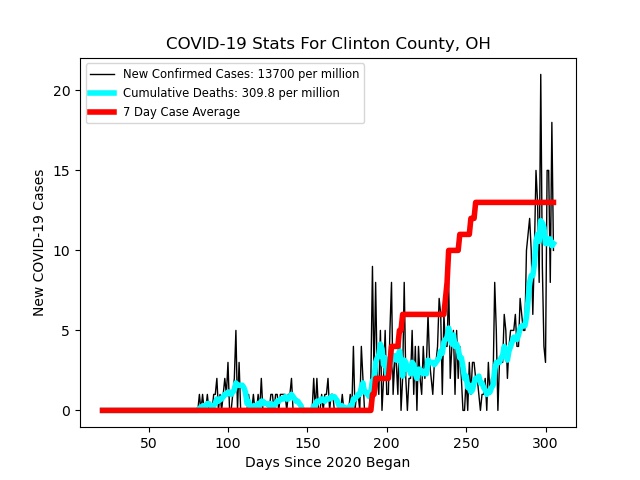 COVID-19 Stats For Clinton County, OH
New Confirmed Cases: 13700 per million
Cumulative Deaths: 309.8 per million
7 Day Case Average
New COVID-19 Cases
20
15
10
5
0
50 100 150 200 250 300
Days Since 2020 Began